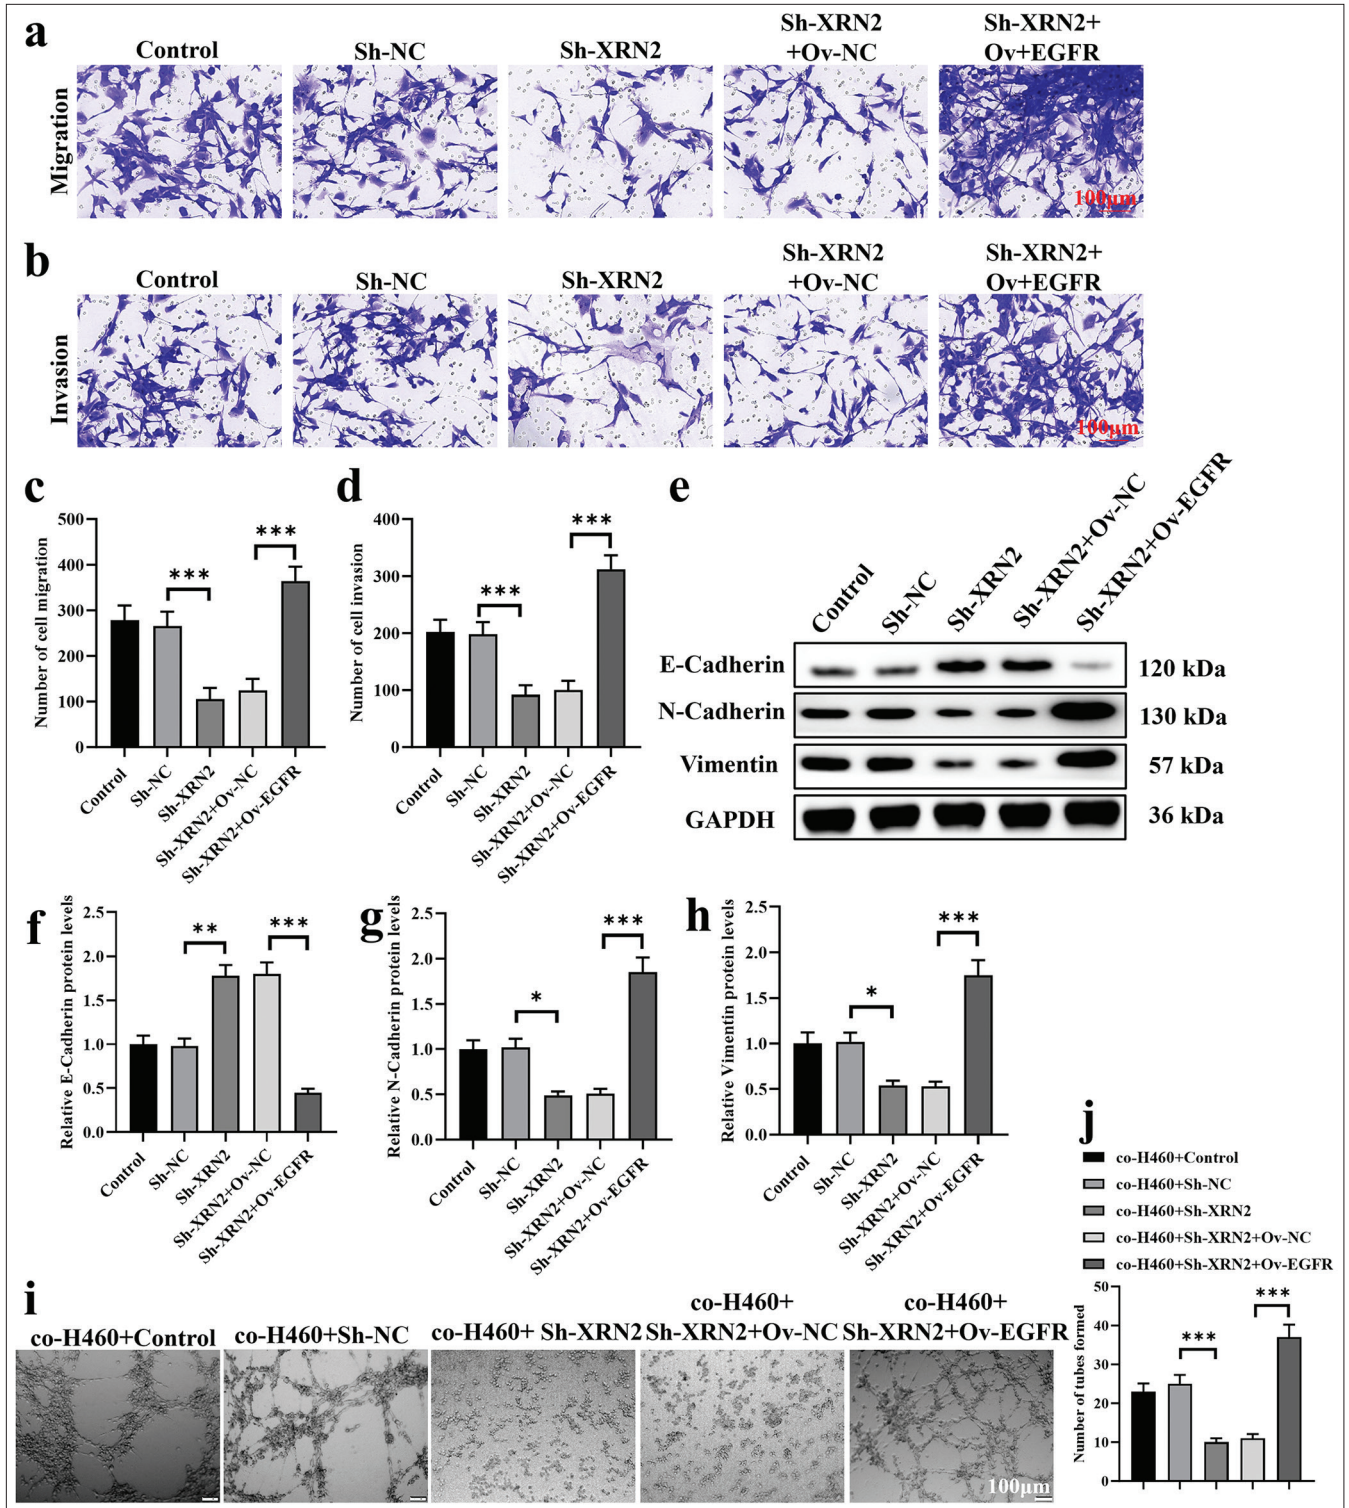 a
Control
Sh-NC
Sh-XRN2
Sh-XRN2
+Ov-NC
Sh-XRN2+
Ov+EGFR
Migration
100μm
b
Control
Sh-NC
Sh-XRN2
Sh-XRN2
+Ov-NC
Sh-XRN2+
Ov+EGFR
Invasion
100μm
c
Number of cell migration
500
400
300
200
100
0
***
***
Control
Sh-NC
Sh-XRN2
Sh-XRN2+Ov-NC
Sh-XRN2+Ov-EGFR
d
Number of cell invasion
400
300
200
100
0
***
***
Control
Sh-NC
Sh-XRN2
Sh-XRN2+Ov-NC
Sh-XRN2+Ov-EGFR
e
Control
Sh-NC
Sh-XRN2
Sh-XRN2+Ov-NC
Sh-XRN2+Ov-EGFR
E-Cadherin 120 kDa
N-Cadherin 130 kDa
Vimentin 57 kDa
GAPDH 36 kDa
f
Relative E-Cadherin protein levels
2.5
2.0
1.5
1.0
0.5
0.0
**
***
Control
Sh-NC
Sh-XRN2
Sh-XRN2+Ov-NC
Sh-XRN2+Ov-EGFR
g
Relative N-Cadherin protein levels
2.5
2.0
1.5
1.0
0.5
0.0
*
***
Control
Sh-NC
Sh-XRN2
Sh-XRN2+Ov-NC
Sh-XRN2+Ov-EGFR
h
Relative Vimentin protein levels
2.5
2.0
1.5
1.0
0.5
0.0
*
***
Control
Sh-NC
Sh-XRN2
Sh-XRN2+Ov-NC
Sh-XRN2+Ov-EGFR
i
co-H460+Control
co-H460+Sh-NC
co-H460+ Sh-XRN2
co-H460+
Sh-XRN2+Ov-NC
co-H460+
Sh-XRN2+Ov-EGFR
100μm
j
co-H460+Control
co-H460+Sh-NC
co-H460+Sh-XRN2
co-H460+Sh-XRN2+Ov-NC
co-H460+Sh-XRN2+Ov-EGFR
Number of tubes formed
50
40
30
20
10
0
***
***